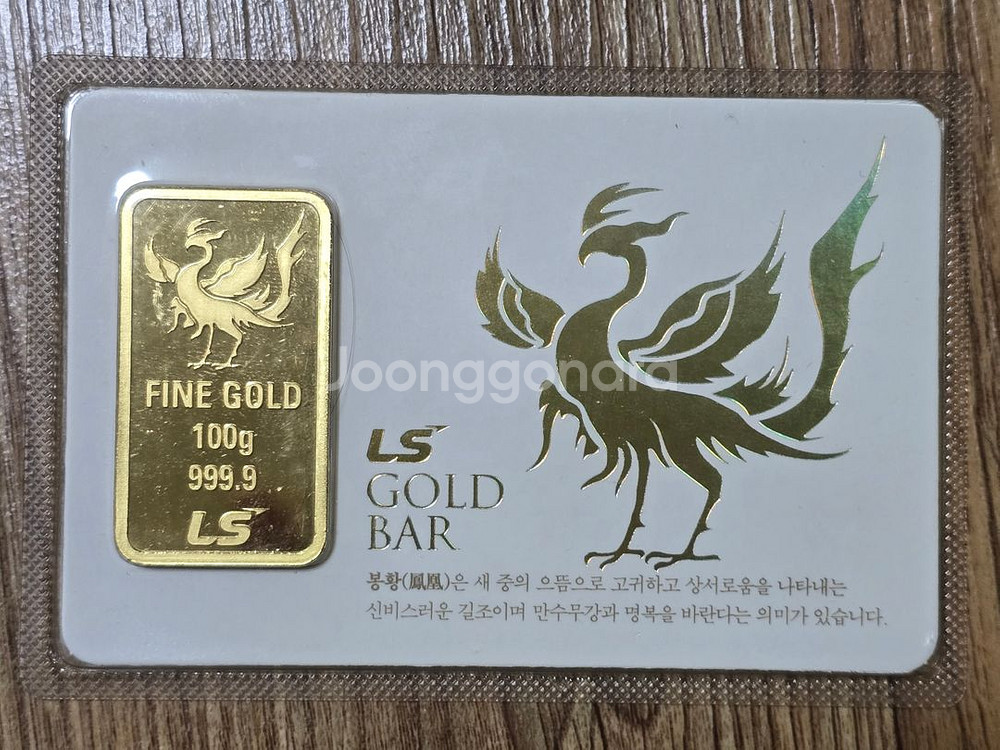 FINE GOLD
100g
999.9
LS
Joonggonara
LS
GOLD
BAR
봉황(鳳凰)은 새 중의 으뜸으로 고귀하고 상서로움을 나타내는
신비스러운 길조이며 만수무강과 명복을 바란다는 의미가 있습니다.